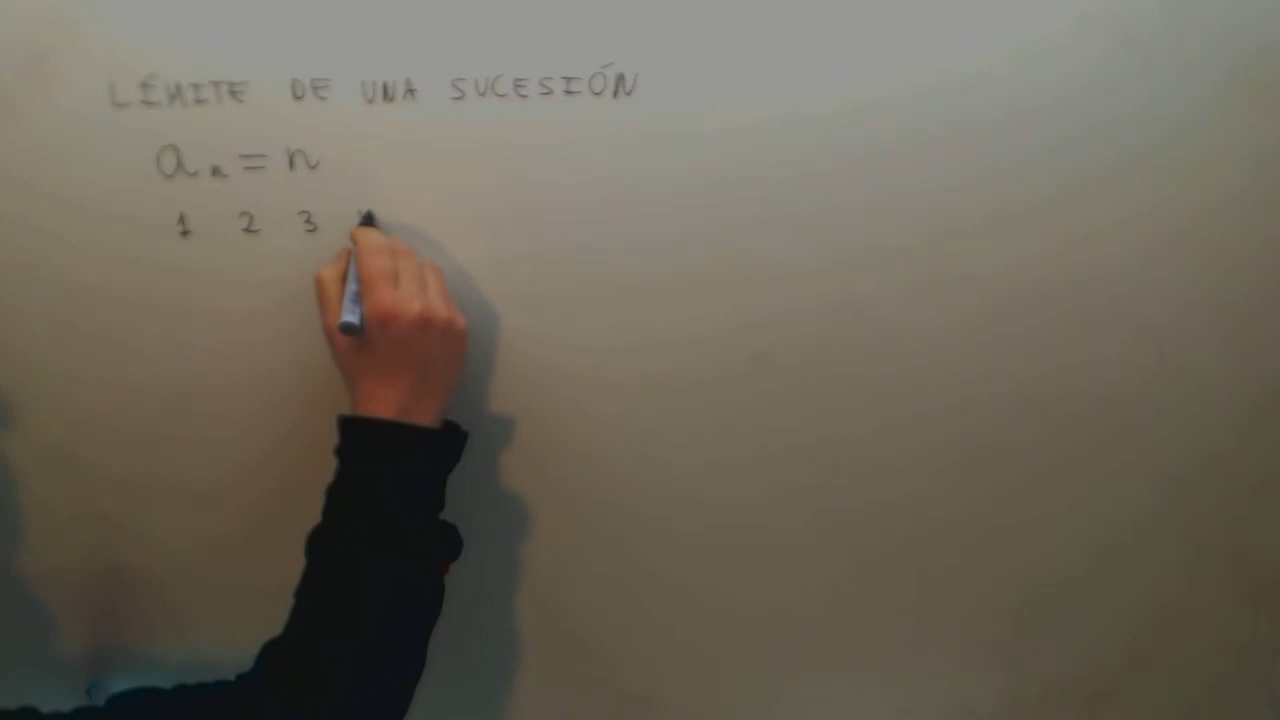 LÍMITE DE UNA SUCESIÓN
aₙ = n
1 2 3